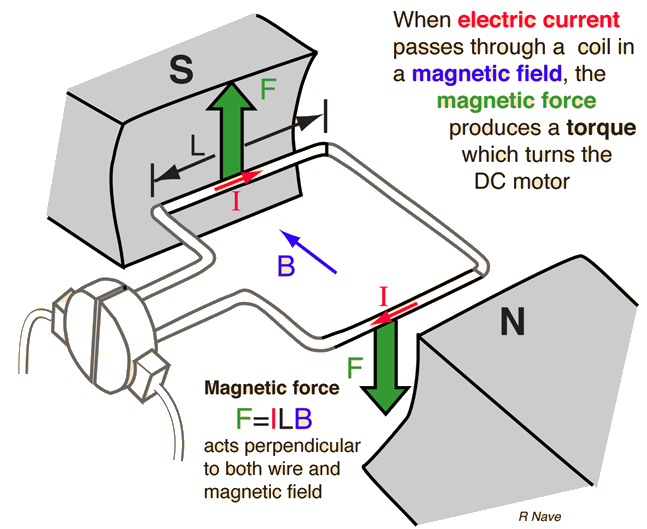 When electric current
passes through a coil in
a magnetic field, the
magnetic force
produces a torque
which turns the
DC motor
S
F
L
I
B
I
N
F
Magnetic force
F=ILB
acts perpendicular
to both wire and
magnetic field
R Nave